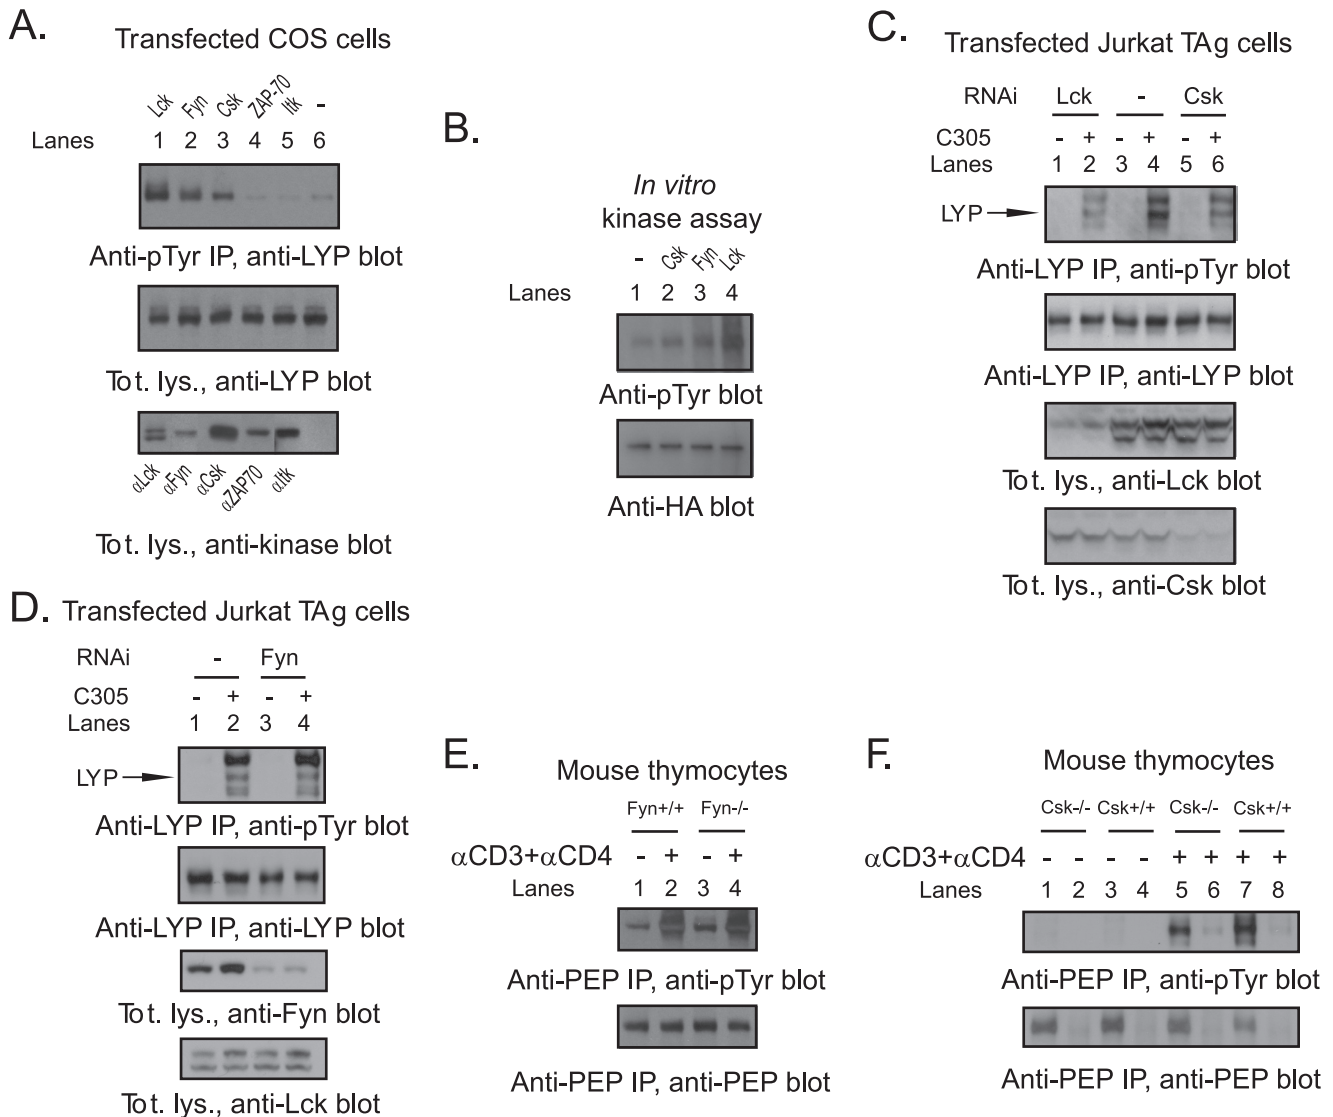 A.
Transfected COS cells
Lck Fyn Csk ZAP-70 Itk -
Lanes 1 2 3 4 5 6
Anti-pTyr IP, anti-LYP blot
Tot. lys., anti-LYP blot
αLck αFyn αCsk αZAP70 αItk
Tot. lys., anti-kinase blot
B.
In vitro
kinase assay
- Csk Fyn Lck
Lanes 1 2 3 4
Anti-pTyr blot
Anti-HA blot
C.
Transfected Jurkat TAg cells
RNAi Lck - Csk
C305 - + - + - +
Lanes 1 2 3 4 5 6
LYP
Anti-LYP IP, anti-pTyr blot
Anti-LYP IP, anti-LYP blot
Tot. lys., anti-Lck blot
Tot. lys., anti-Csk blot
D.
Transfected Jurkat TAg cells
RNAi - Fyn
C305 - + - +
Lanes 1 2 3 4
LYP
Anti-LYP IP, anti-pTyr blot
Anti-LYP IP, anti-LYP blot
Tot. lys., anti-Fyn blot
Tot. lys., anti-Lck blot
E.
Mouse thymocytes
Fyn+/+ Fyn-/-
αCD3+αCD4 - + - +
Lanes 1 2 3 4
Anti-PEP IP, anti-pTyr blot
Anti-PEP IP, anti-PEP blot
F.
Mouse thymocytes
Csk-/- Csk+/+ Csk-/- Csk+/+
αCD3+αCD4 - - - - + + + +
Lanes 1 2 3 4 5 6 7 8
Anti-PEP IP, anti-pTyr blot
Anti-PEP IP, anti-PEP blot